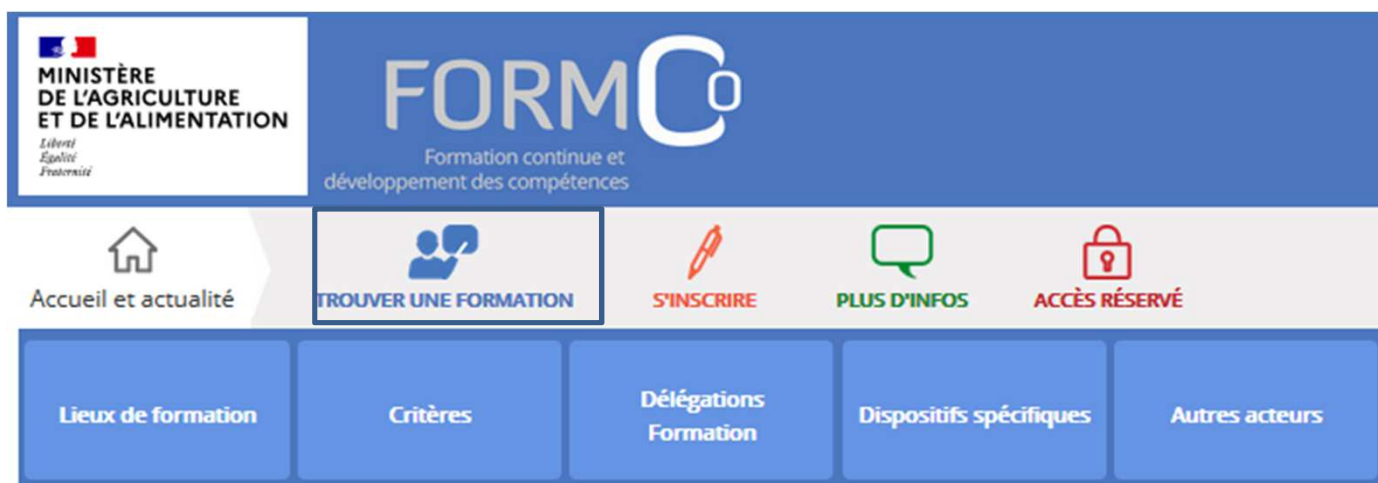 MINISTÈRE
DE L'AGRICULTURE
ET DE L'ALIMENTATION
Liberté
Égalité
Fraternité
FORMCO
Formation continue et
développement des compétences
Accueil et actualité
TROUVER UNE FORMATION
S'INSCRIRE
PLUS D'INFOS
ACCÈS RÉSERVÉ
Lieux de formation
Critères
Délégations
Formation
Dispositifs spécifiques
Autres acteurs